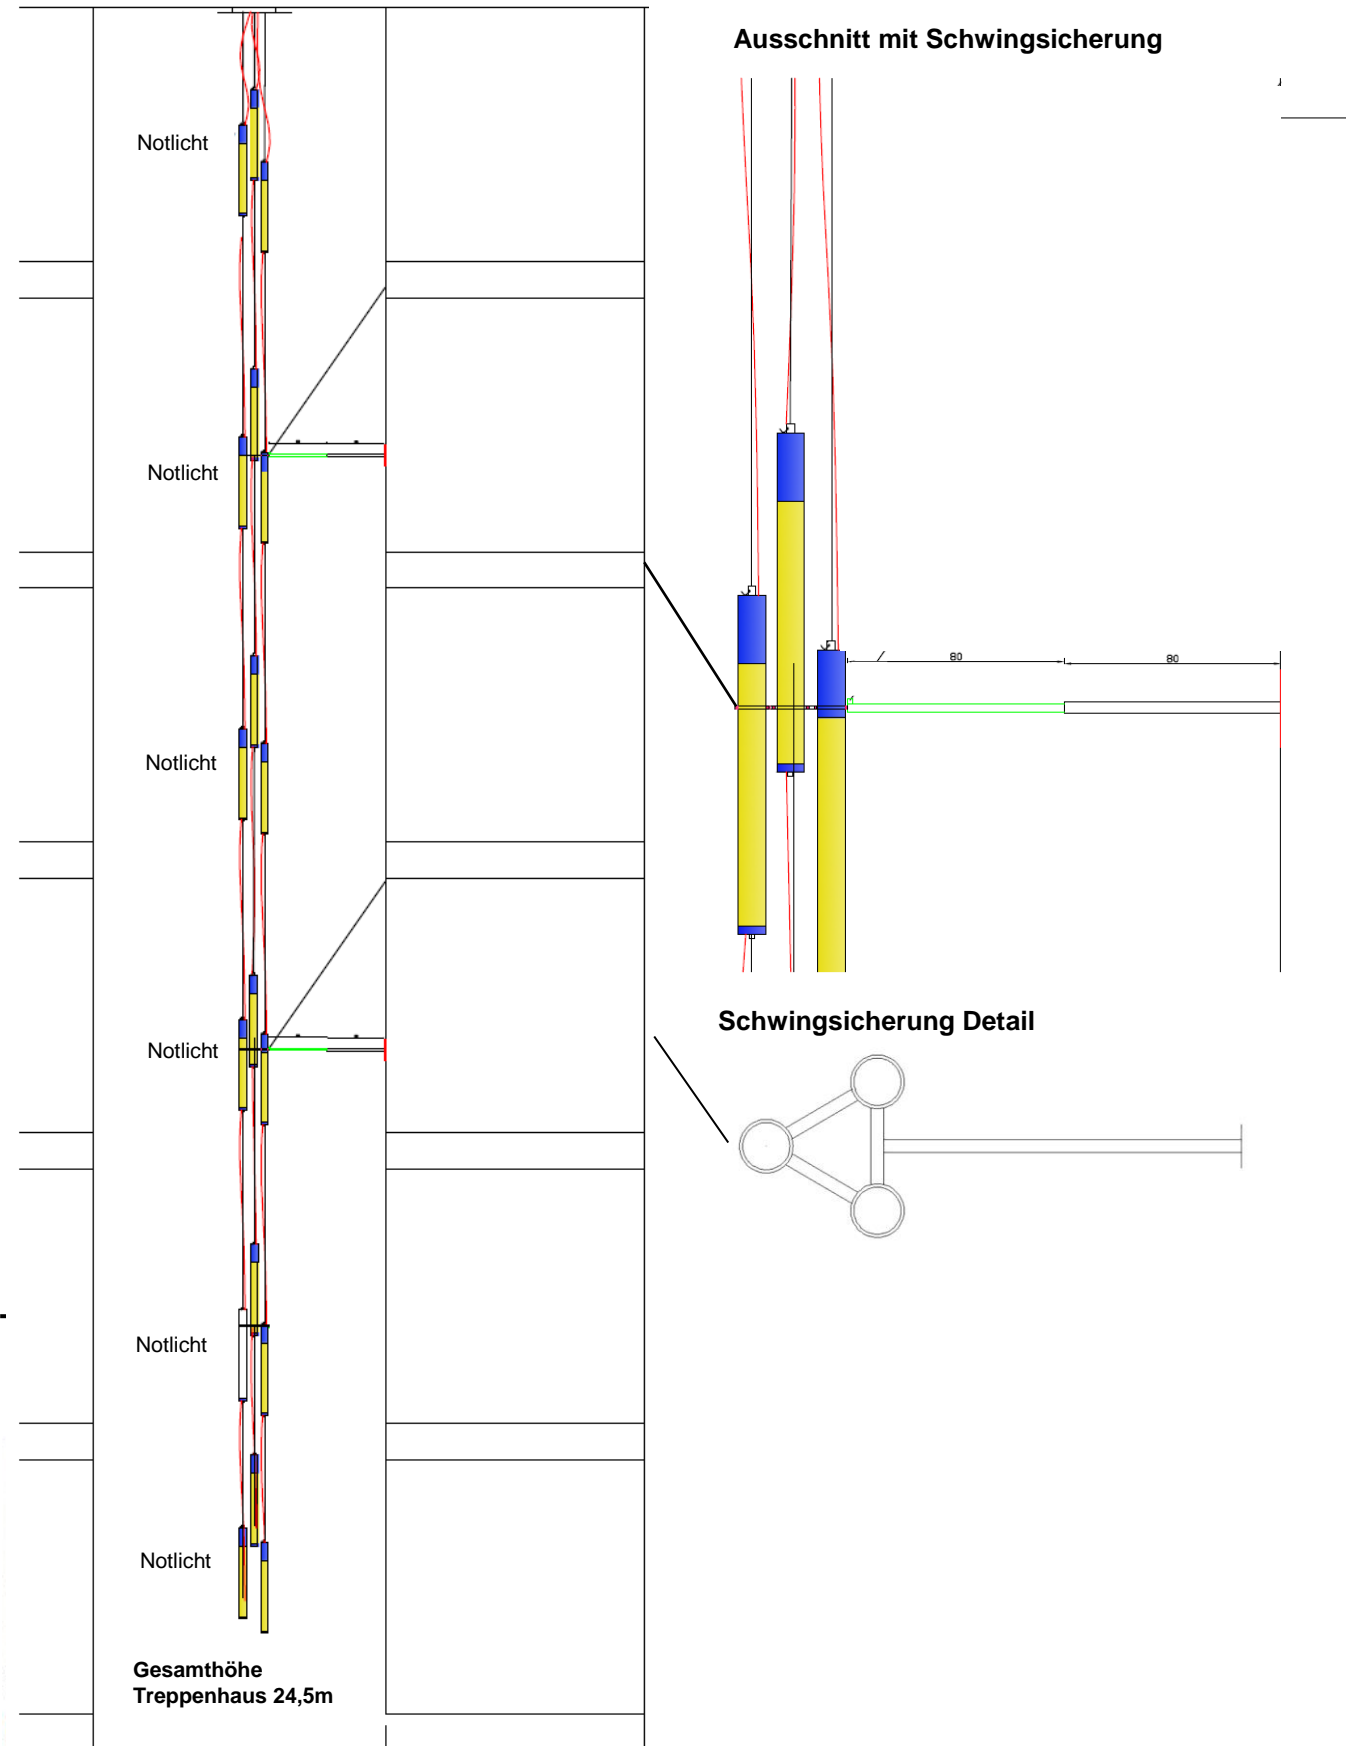 Ausschnitt mit Schwingsicherung
Notlicht
Notlicht
80
80
Notlicht
Schwingsicherung Detail
Notlicht
Notlicht
Notlicht
Gesamthöhe
Treppenhaus 24,5m